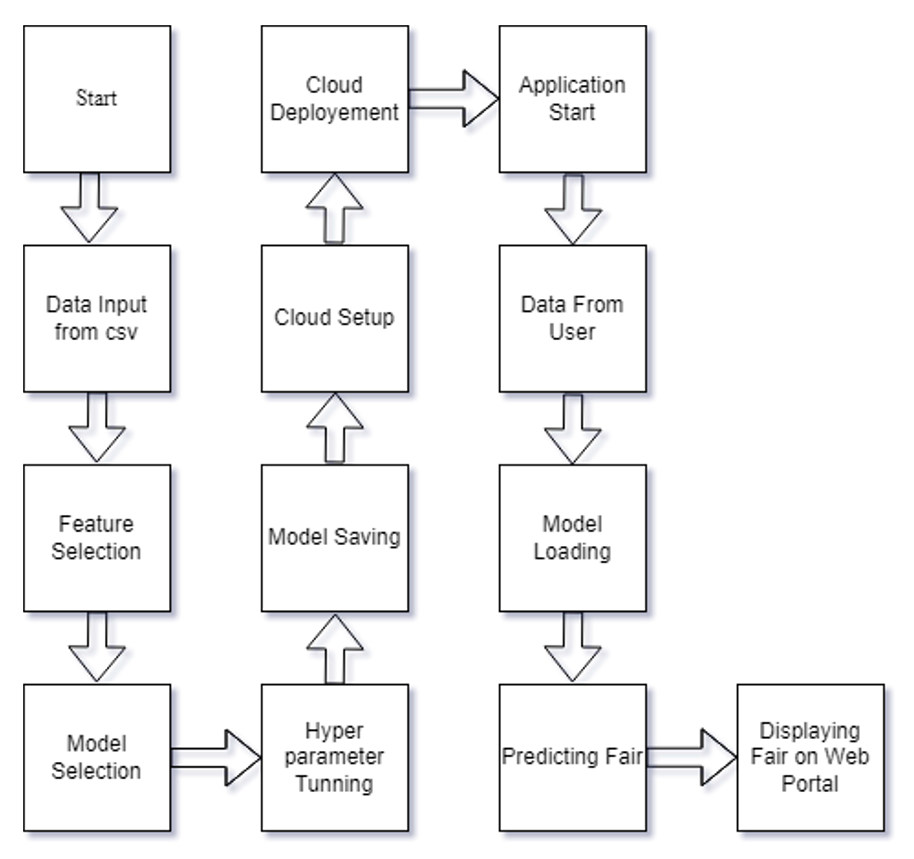 Start
Data Input
from csv
Feature
Selection
Model
Selection
Hyper
parameter
Tunning
Model Saving
Cloud Setup
Cloud
Deployement
Application
Start
Data From
User
Model
Loading
Predicting Fair
Displaying
Fair on Web
Portal